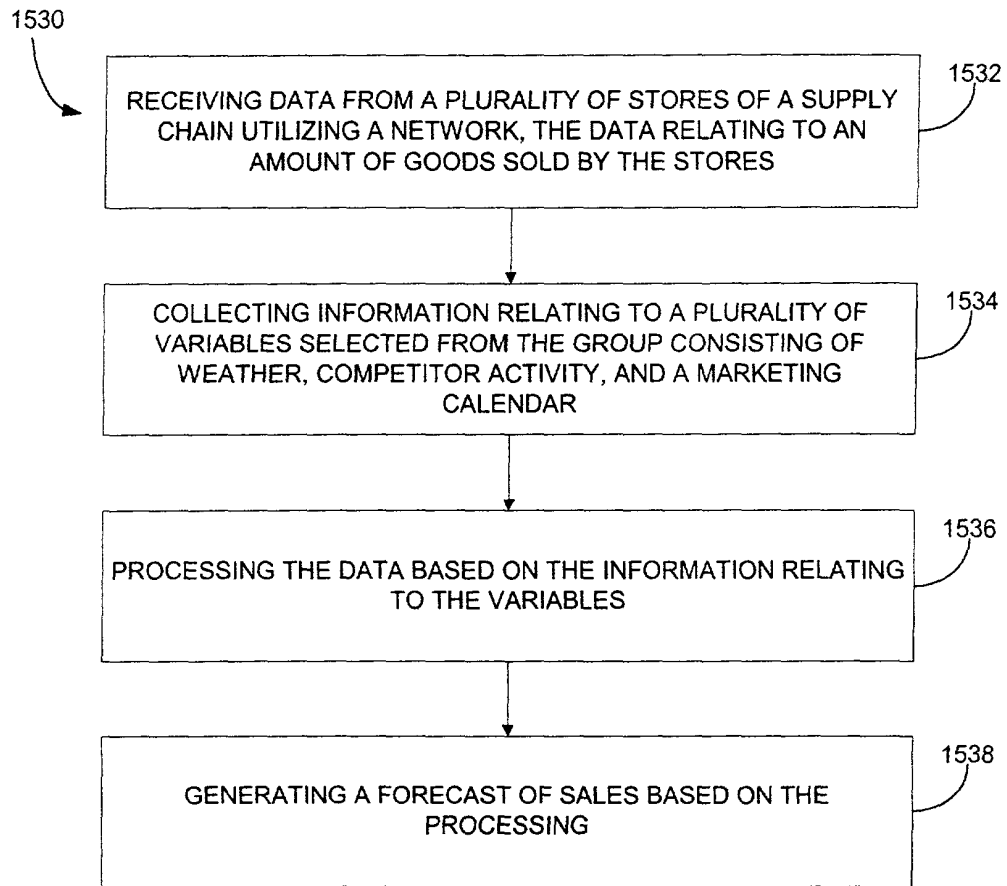 1530
1532
RECEIVING DATA FROM A PLURALITY OF STORES OF A SUPPLY
CHAIN UTILIZING A NETWORK, THE DATA RELATING TO AN
AMOUNT OF GOODS SOLD BY THE STORES
1534
COLLECTING INFORMATION RELATING TO A PLURALITY OF
VARIABLES SELECTED FROM THE GROUP CONSISTING OF
WEATHER, COMPETITOR ACTIVITY, AND A MARKETING
CALENDAR
1536
PROCESSING THE DATA BASED ON THE INFORMATION RELATING
TO THE VARIABLES
1538
GENERATING A FORECAST OF SALES BASED ON THE
PROCESSING